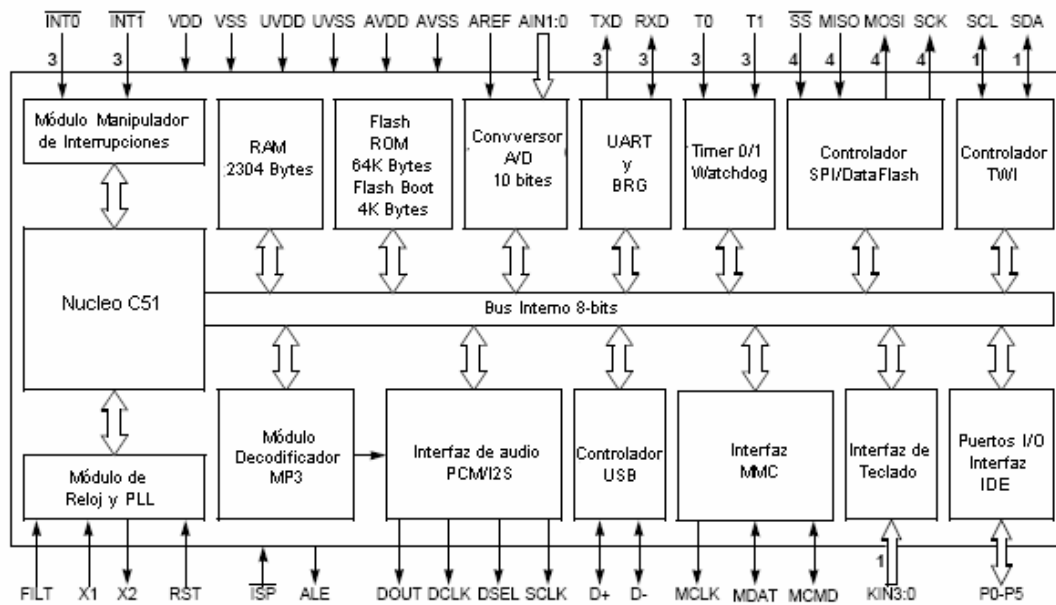 INT0 INT1 VDD VSS UVDD UVSS AVDD AVSS AREF AIN1:0 TXD RXD T0 T1 SS MISO MOSI SCK SCL SDA
3 3 3 3 3 3 4 4 4 4 1 1
Módulo Manipulador
de Interrupciones
RAM
2304 Bytes
Flash
ROM
64K Bytes
Flash Boot
4K Bytes
Convversor
A/D
10 bites
UART
y
BRG
Timer 0/1
Watchdog
Controlador
SPI/DataFlash
Controlador
TWI
Nucleo C51
Bus Interno 8-bits
Módulo de
Reloj y PLL
Módulo
Decodificador
MP3
Interfaz de audio
PCM/I2S
Controlador
USB
Interfaz
MMC
Interfaz de
Teclado
Puertos I/O
Interfaz
IDE
1
FILT X1 X2 RST ISP ALE DOUT DCLK DSEL SCLK D+ D- MCLK MDAT MCMD KIN3:0 P0-P5